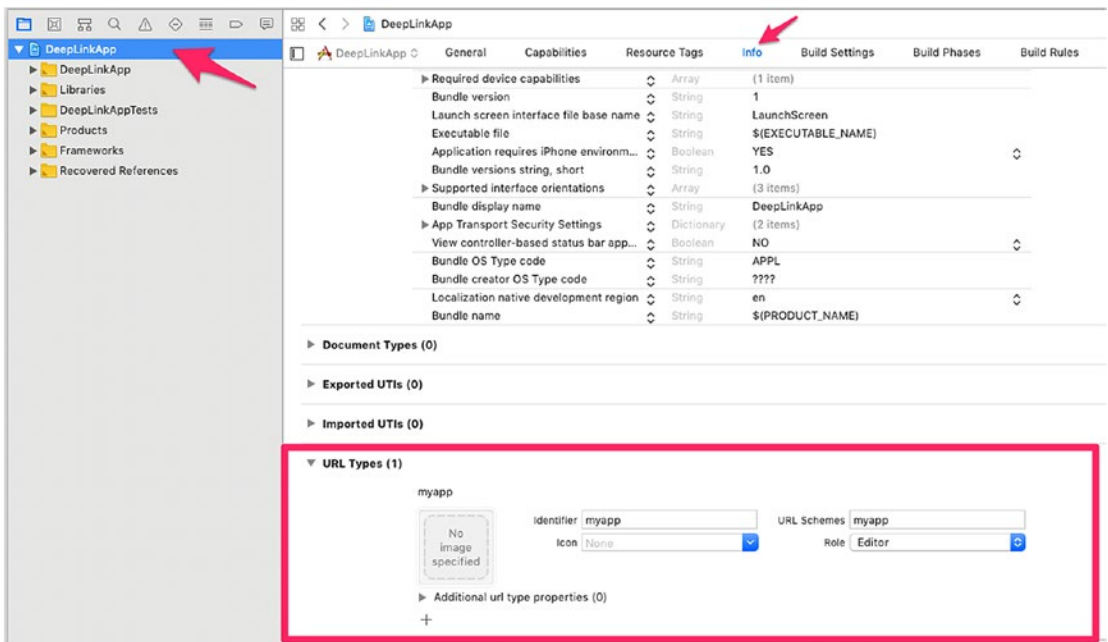 DeepLinkApp
DeepLinkApp
DeepLinkApp
Libraries
DeepLinkAppTests
Products
Frameworks
Recovered References
DeepLinkApp General Capabilities Resource Tags Info Build Settings Build Phases Build Rules
Required device capabilities Array (1 item)
Bundle version String 1
Launch screen interface file base name String LaunchScreen
Executable file String $(EXECUTABLE_NAME)
Application requires iPhone environm... Boolean YES
Bundle versions string, short String 1.0
Supported interface orientations Array (3 items)
Bundle display name String DeepLinkApp
App Transport Security Settings Dictionary (2 items)
View controller-based status bar app... Boolean NO
Bundle OS Type code String APPL
Bundle creator OS Type code String ????
Localization native development region String en
Bundle name String $(PRODUCT_NAME)
Document Types (0)
Exported UTIs (0)
Imported UTIs (0)
URL Types (1)
myapp
No
image
specified
Identifier myapp URL Schemes myapp
Icon None Role Editor
Additional url type properties (0)